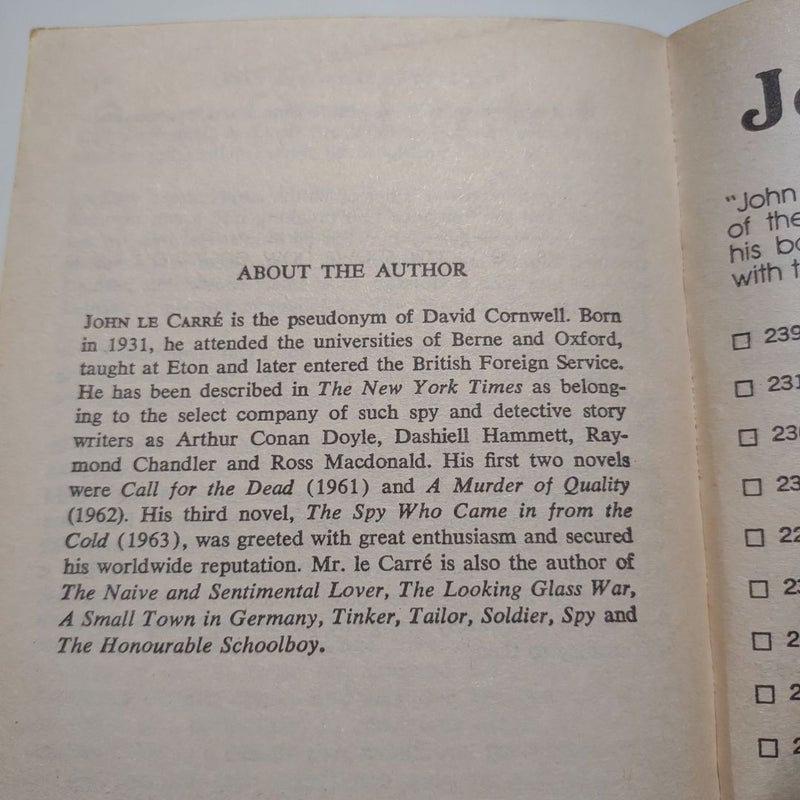 ABOUT THE AUTHOR
JOHN LE CARRÉ is the pseudonym of David Cornwell. Born
in 1931, he attended the universities of Berne and Oxford,
taught at Eton and later entered the British Foreign Service.
He has been described in The New York Times as belong-
ing to the select company of such spy and detective story
writers as Arthur Conan Doyle, Dashiell Hammett, Ray-
mond Chandler and Ross Macdonald. His first two novels
were Call for the Dead (1961) and A Murder of Quality
(1962). His third novel, The Spy Who Came in from the
Cold (1963), was greeted with great enthusiasm and secured
his worldwide reputation. Mr. le Carré is also the author of
The Naive and Sentimental Lover, The Looking Glass War,
A Small Town in Germany, Tinker, Tailor, Soldier, Spy and
The Honourable Schoolboy.
"John
of the
his
with